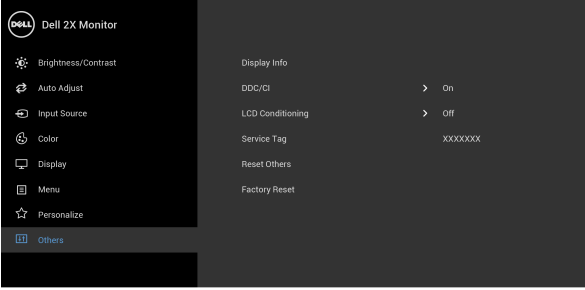 DELL Dell 2X Monitor
Brightness/Contrast
Auto Adjust
Input Source
Color
Display
Menu
Personalize
Others
Display Info
DDC/CI > On
LCD Conditioning > Off
Service Tag XXXXXXX
Reset Others
Factory Reset